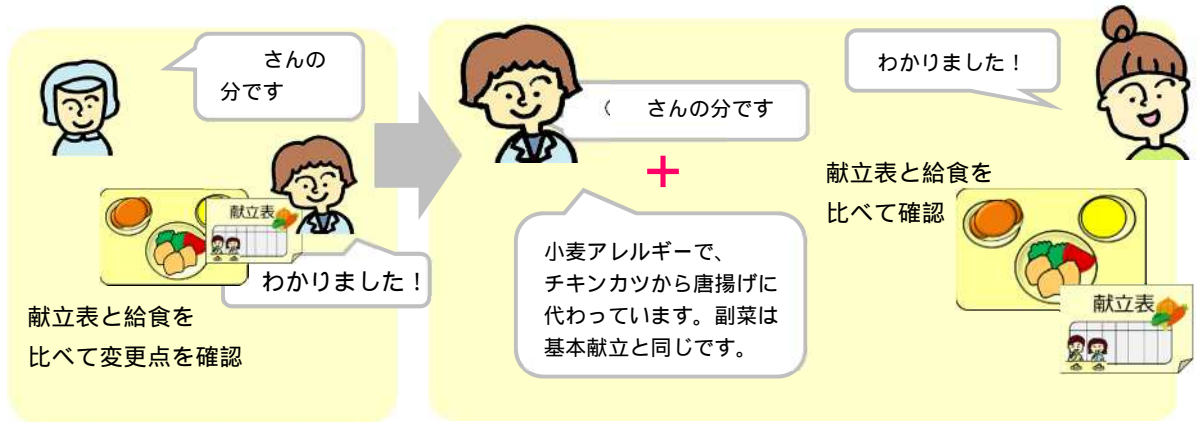 さんの
分です
献立表
わかりました！
献立表と給食を
比べて変更点を確認
（ さんの分です
＋
小麦アレルギーで、
チキンカツから唐揚げに
代わっています。副菜は
基本献立と同じです。
わかりました！
献立表と給食を
比べて確認
献立表